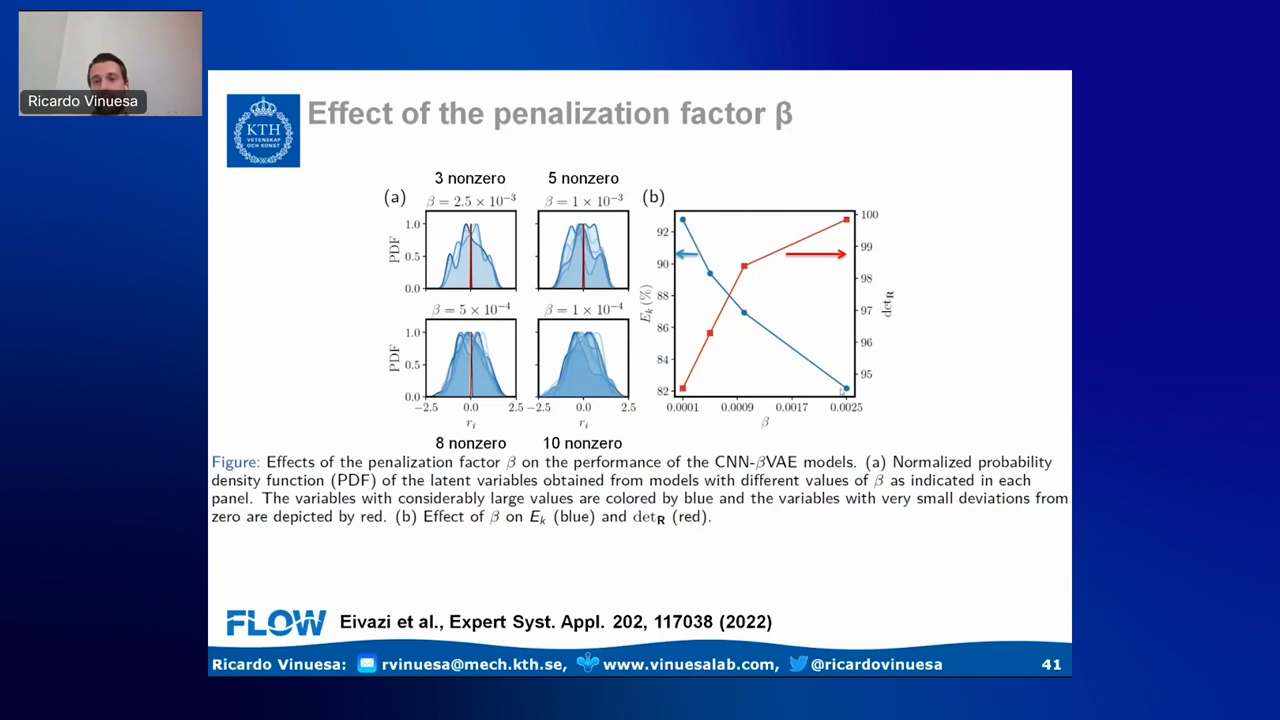 Ricardo Vinuesa
KTH
VETENSKAP
OCH KONST
Effect of the penalization factor β
3 nonzero
5 nonzero
(a)
β = 2.5 × 10⁻³
β = 1 × 10⁻³
(b)
PDF
1.0
0.5
0.0
β = 5 × 10⁻⁴
β = 1 × 10⁻⁴
PDF
1.0
0.5
0.0
−2.5 0.0 2.5
−2.5 0.0 2.5
rᵢ
rᵢ
8 nonzero
10 nonzero
Eₖ (%)
92
90
88
86
84
82
100
99
98
97
96
95
det_R
0.0001 0.0009 0.0017 0.0025
β
Figure: Effects of the penalization factor β on the performance of the CNN-βVAE models. (a) Normalized probability
density function (PDF) of the latent variables obtained from models with different values of β as indicated in each
panel. The variables with considerably large values are colored by blue and the variables with very small deviations from
zero are depicted by red. (b) Effect of β on Eₖ (blue) and det_R (red).
FLOW
Eivazi et al., Expert Syst. Appl. 202, 117038 (2022)
Ricardo Vinuesa: rvinuesa@mech.kth.se, www.vinuesalab.com, @ricardovinuesa 41